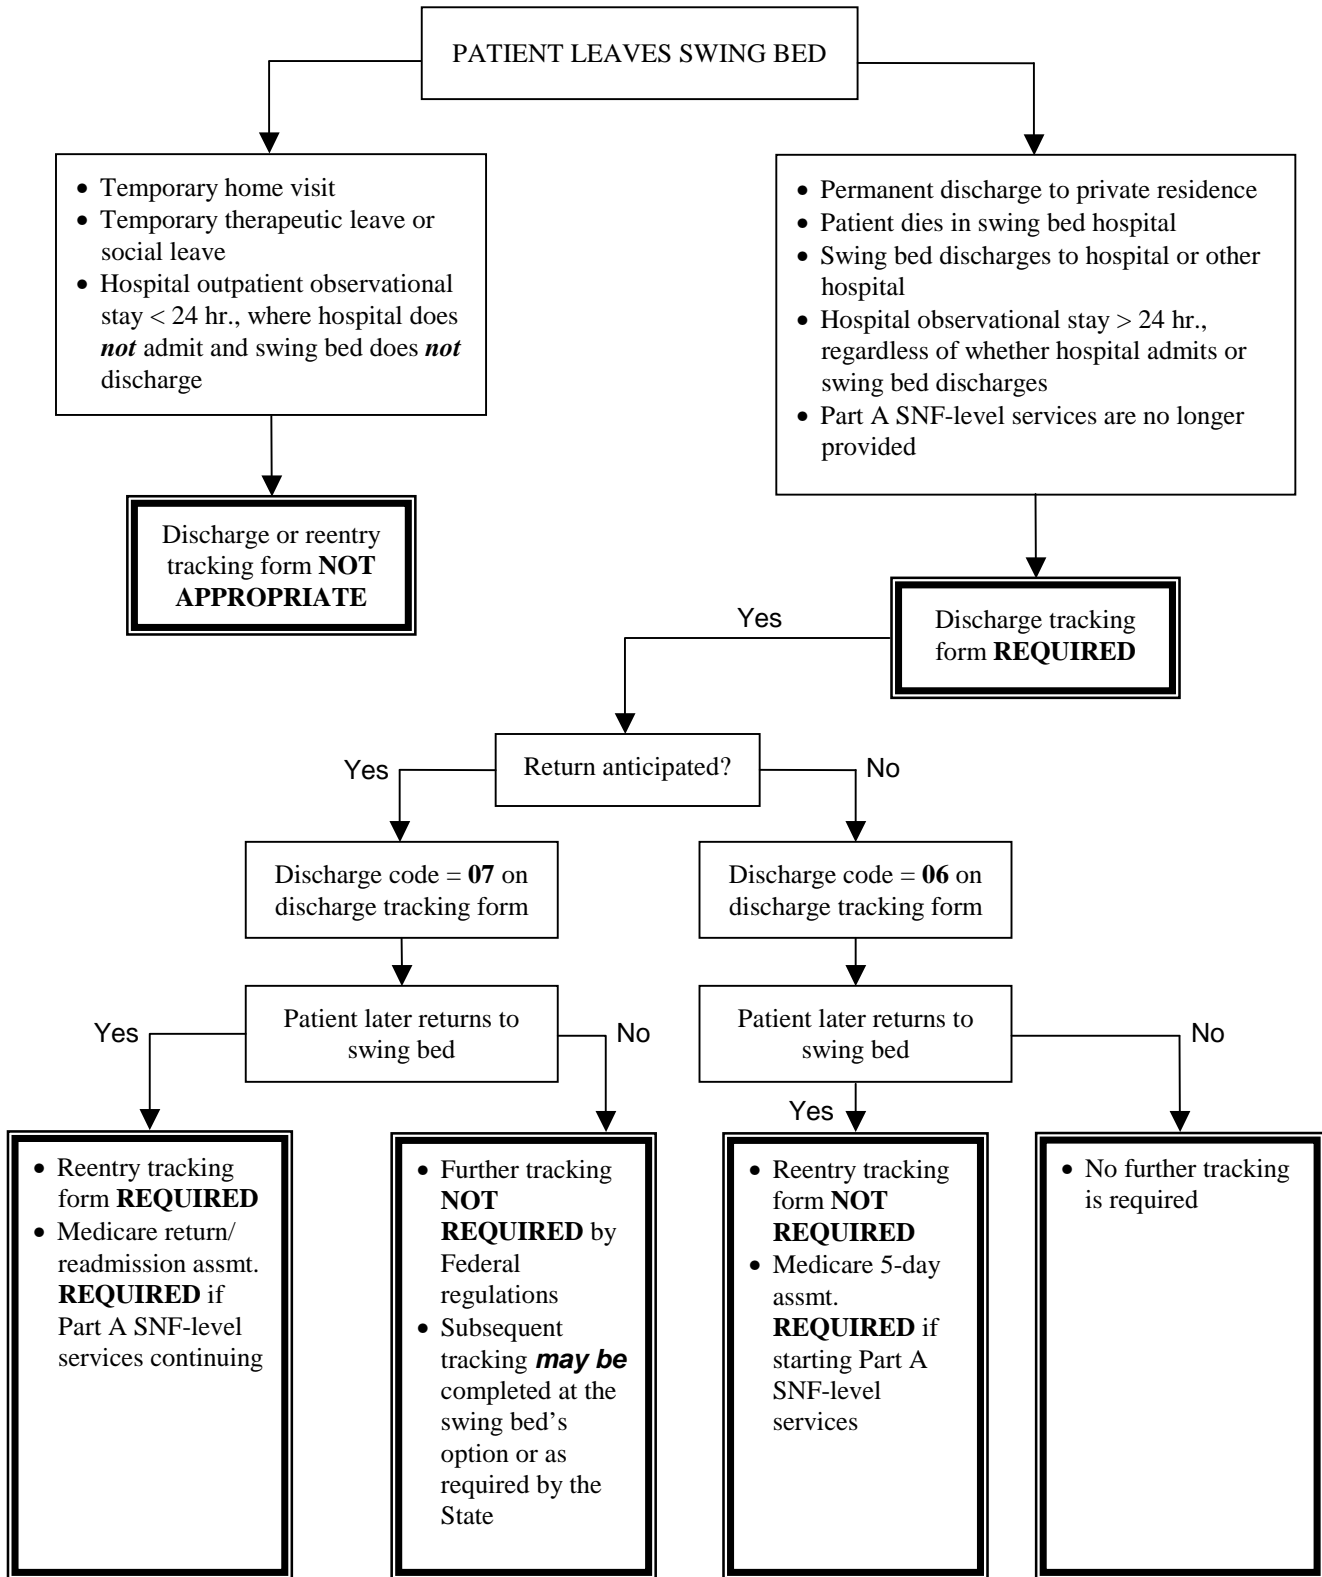 PATIENT LEAVES SWING BED
• Temporary home visit
• Temporary therapeutic leave or
social leave
• Hospital outpatient observational
stay < 24 hr., where hospital does
not admit and swing bed does not
discharge
• Permanent discharge to private residence
• Patient dies in swing bed hospital
• Swing bed discharges to hospital or other
hospital
• Hospital observational stay > 24 hr.,
regardless of whether hospital admits or
swing bed discharges
• Part A SNF-level services are no longer
provided
Discharge or reentry
tracking form NOT
APPROPRIATE
Discharge tracking
form REQUIRED
Yes
Return anticipated?
Yes
No
Discharge code = 07 on
discharge tracking form
Discharge code = 06 on
discharge tracking form
Patient later returns to
swing bed
Yes
No
Patient later returns to
swing bed
Yes
No
• Reentry tracking
form REQUIRED
• Medicare return/
readmission assmt.
REQUIRED if
Part A SNF-level
services continuing
• Further tracking
NOT
REQUIRED by
Federal
regulations
• Subsequent
tracking may be
completed at the
swing bed's
option or as
required by the
State
• Reentry tracking
form NOT
REQUIRED
• Medicare 5-day
assmt.
REQUIRED if
starting Part A
SNF-level
services
• No further tracking
is required